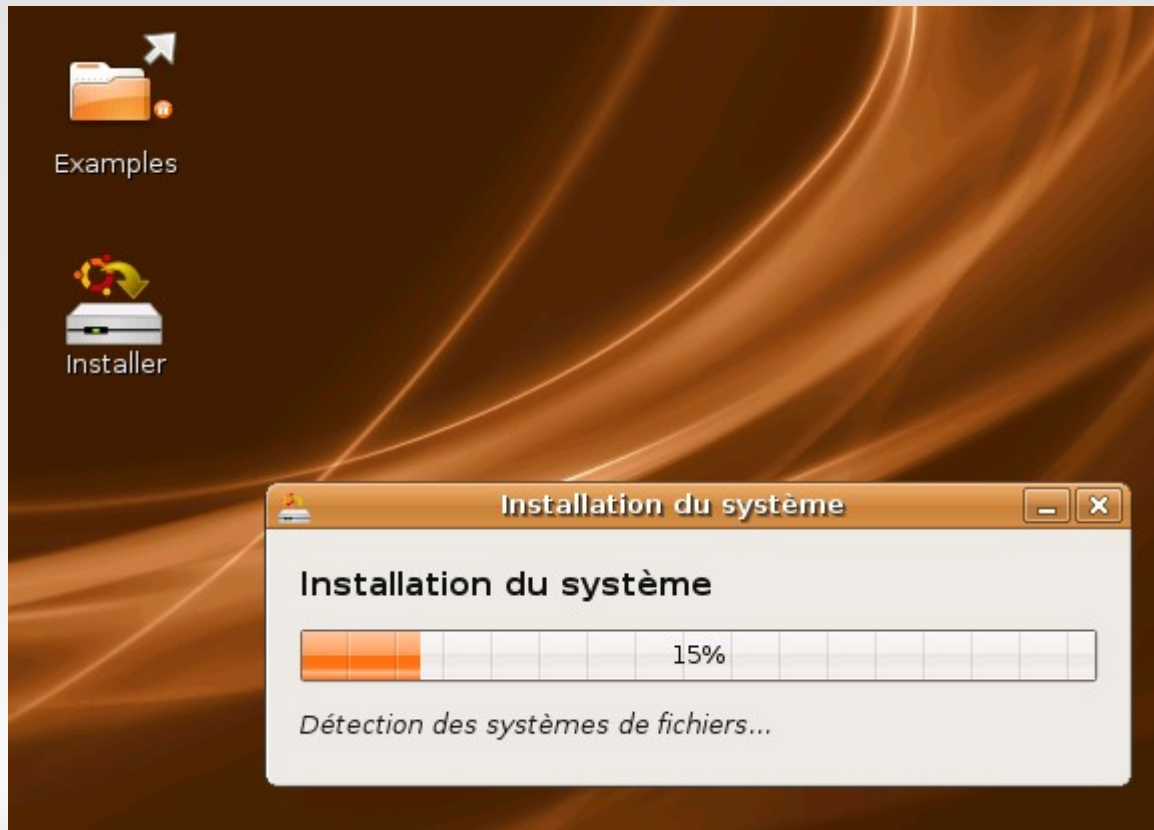 Examples
Installer
Installation du système
Installation du système
15%
Détection des systèmes de fichiers...